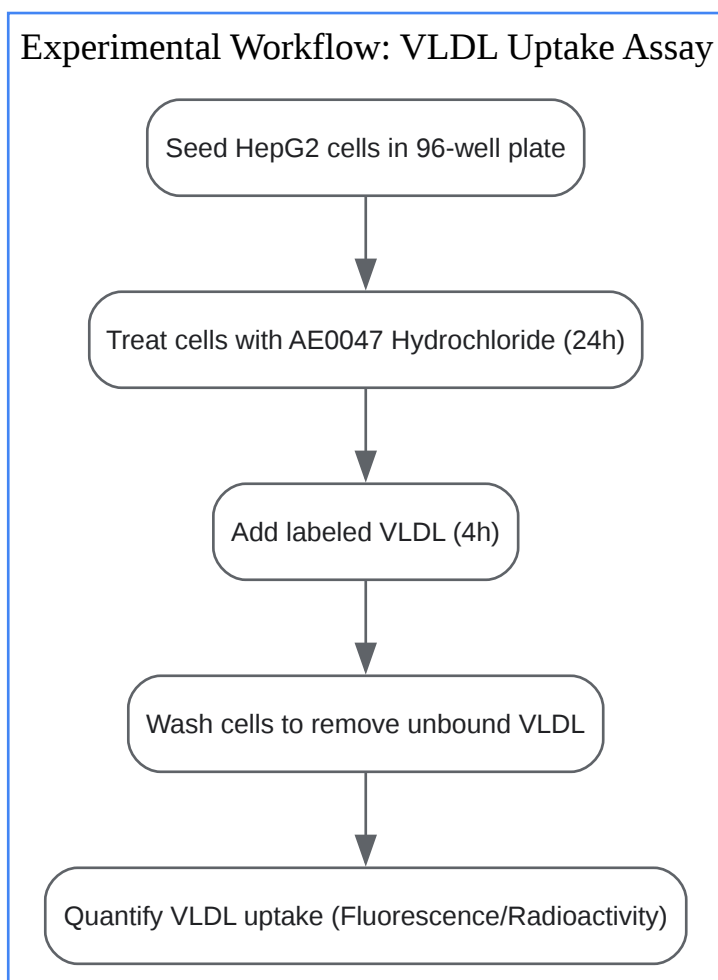 Experimental Workflow: VLDL Uptake Assay
Seed HepG2 cells in 96-well plate
Treat cells with AE0047 Hydrochloride (24h)
Add labeled VLDL (4h)
Wash cells to remove unbound VLDL
Quantify VLDL uptake (Fluorescence/Radioactivity)